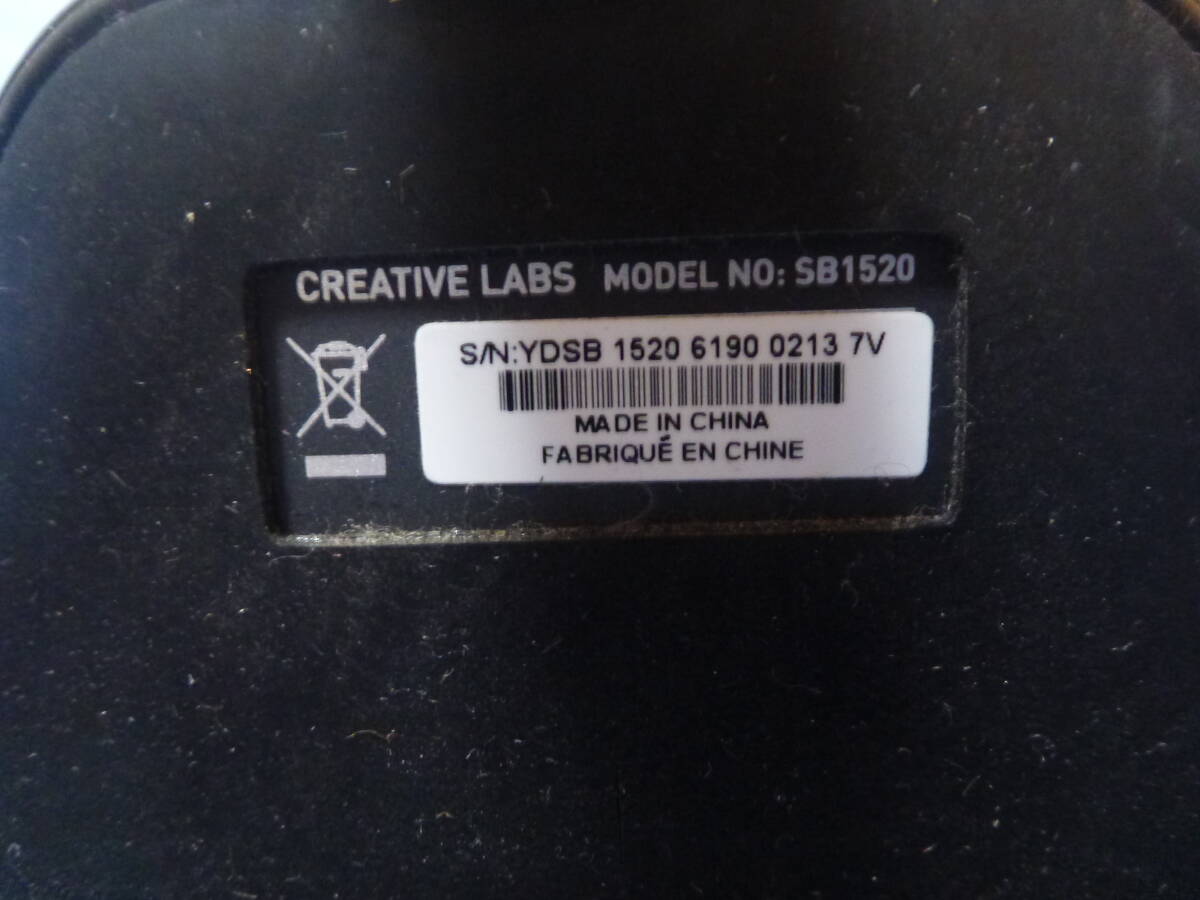 CREATIVE LABS MODEL NO: SB1520
S/N:YDSB 1520 6190 0213 7V
MADE IN CHINA
FABRIQUÉ EN CHINE